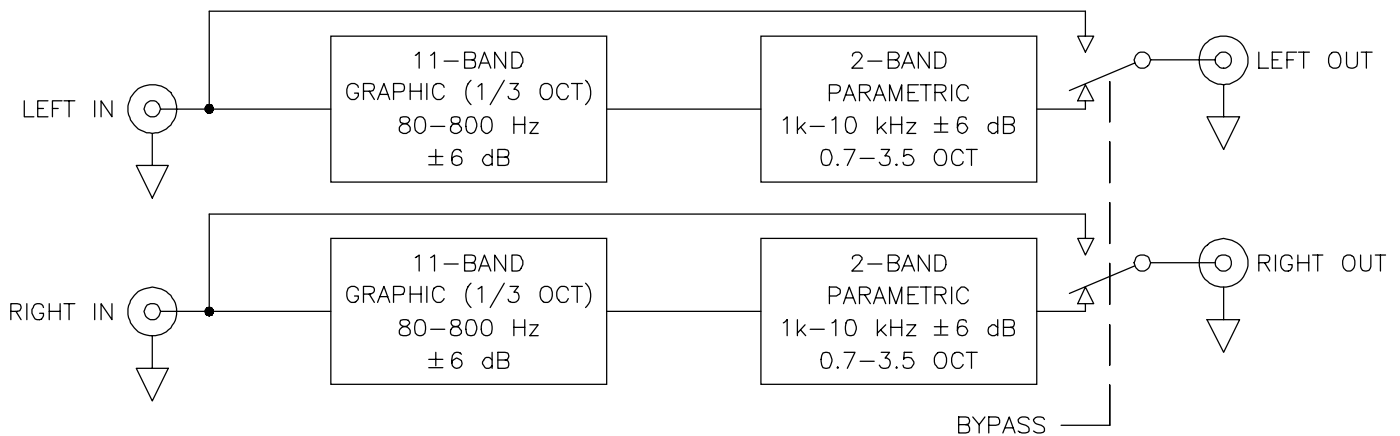 11-BAND
GRAPHIC (1/3 OCT)
80-800 Hz
±6 dB
2-BAND
PARAMETRIC
1k-10 kHz ±6 dB
0.7-3.5 OCT
LEFT IN
LEFT OUT
11-BAND
GRAPHIC (1/3 OCT)
80-800 Hz
±6 dB
2-BAND
PARAMETRIC
1k-10 kHz ±6 dB
0.7-3.5 OCT
RIGHT IN
RIGHT OUT
BYPASS